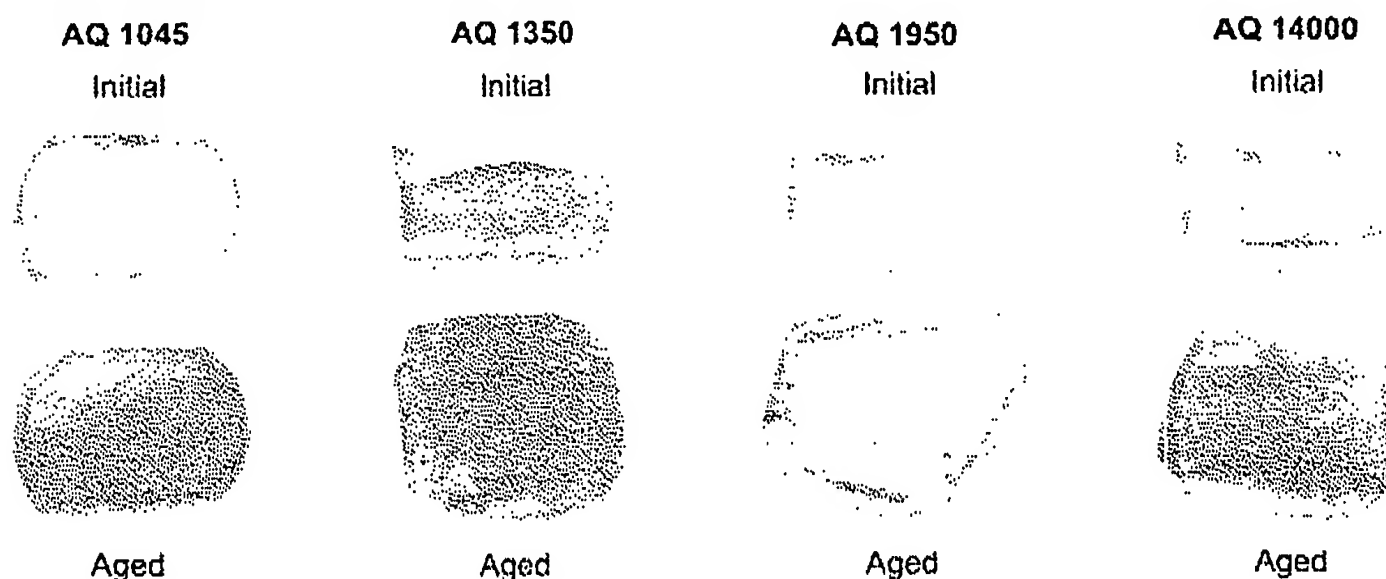 AQ 1045 AQ 1350 AQ 1950 AQ 14000
Initial Initial Initial Initial
Aged Aged Aged Aged